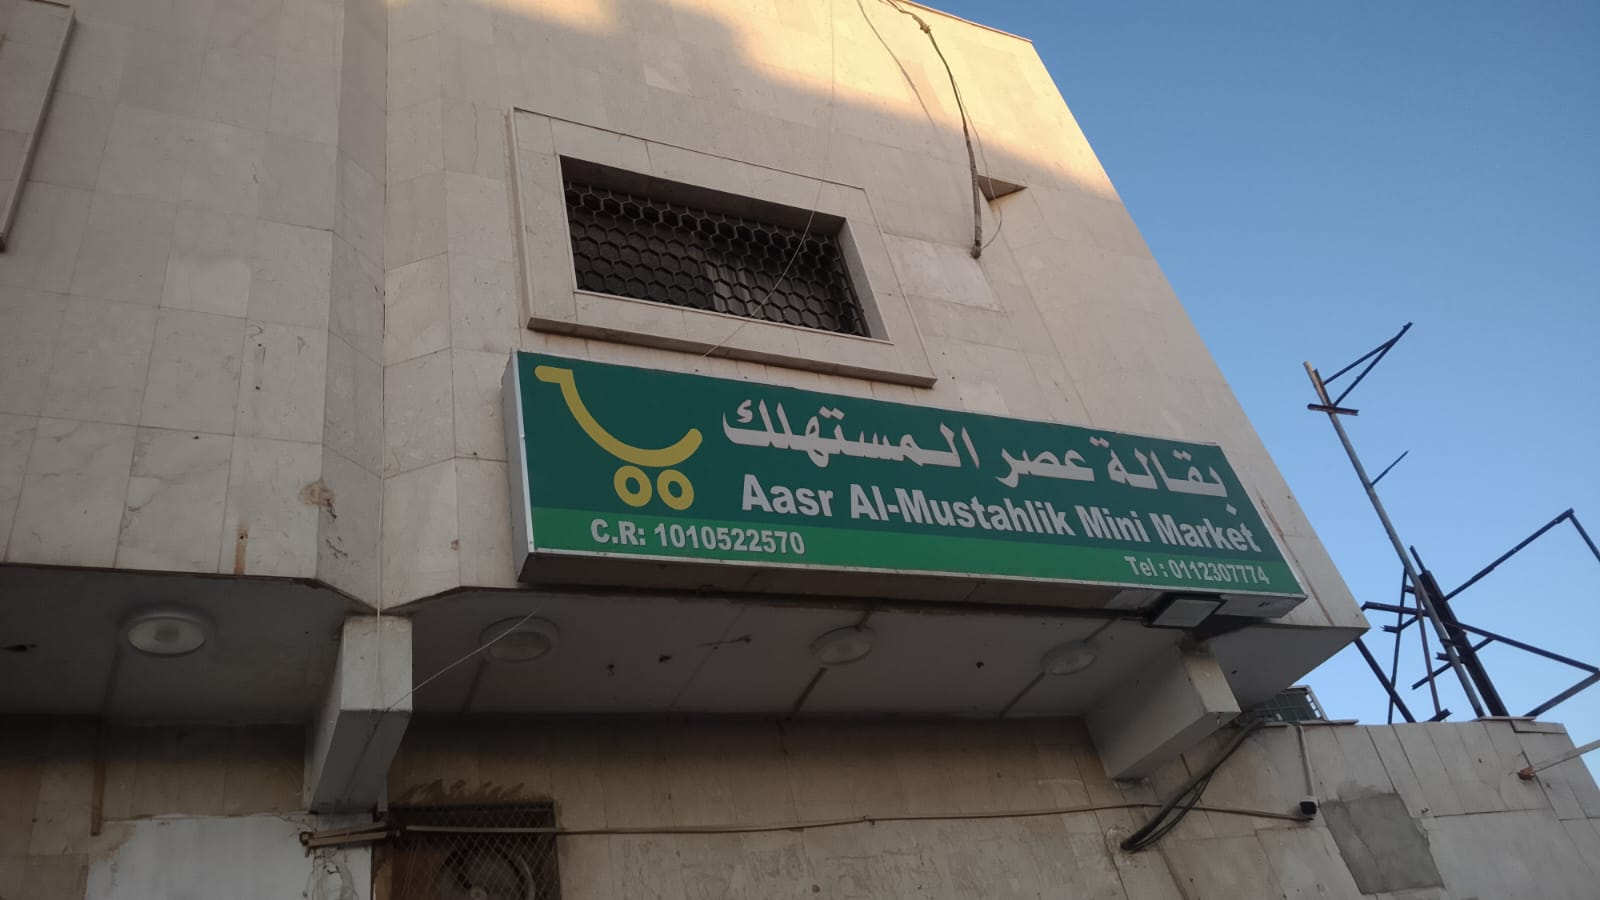 بقالة عصر المستهلك
Aasr Al-Mustahlik Mini Market
C.R: 1010522570
Tel : 0112307774